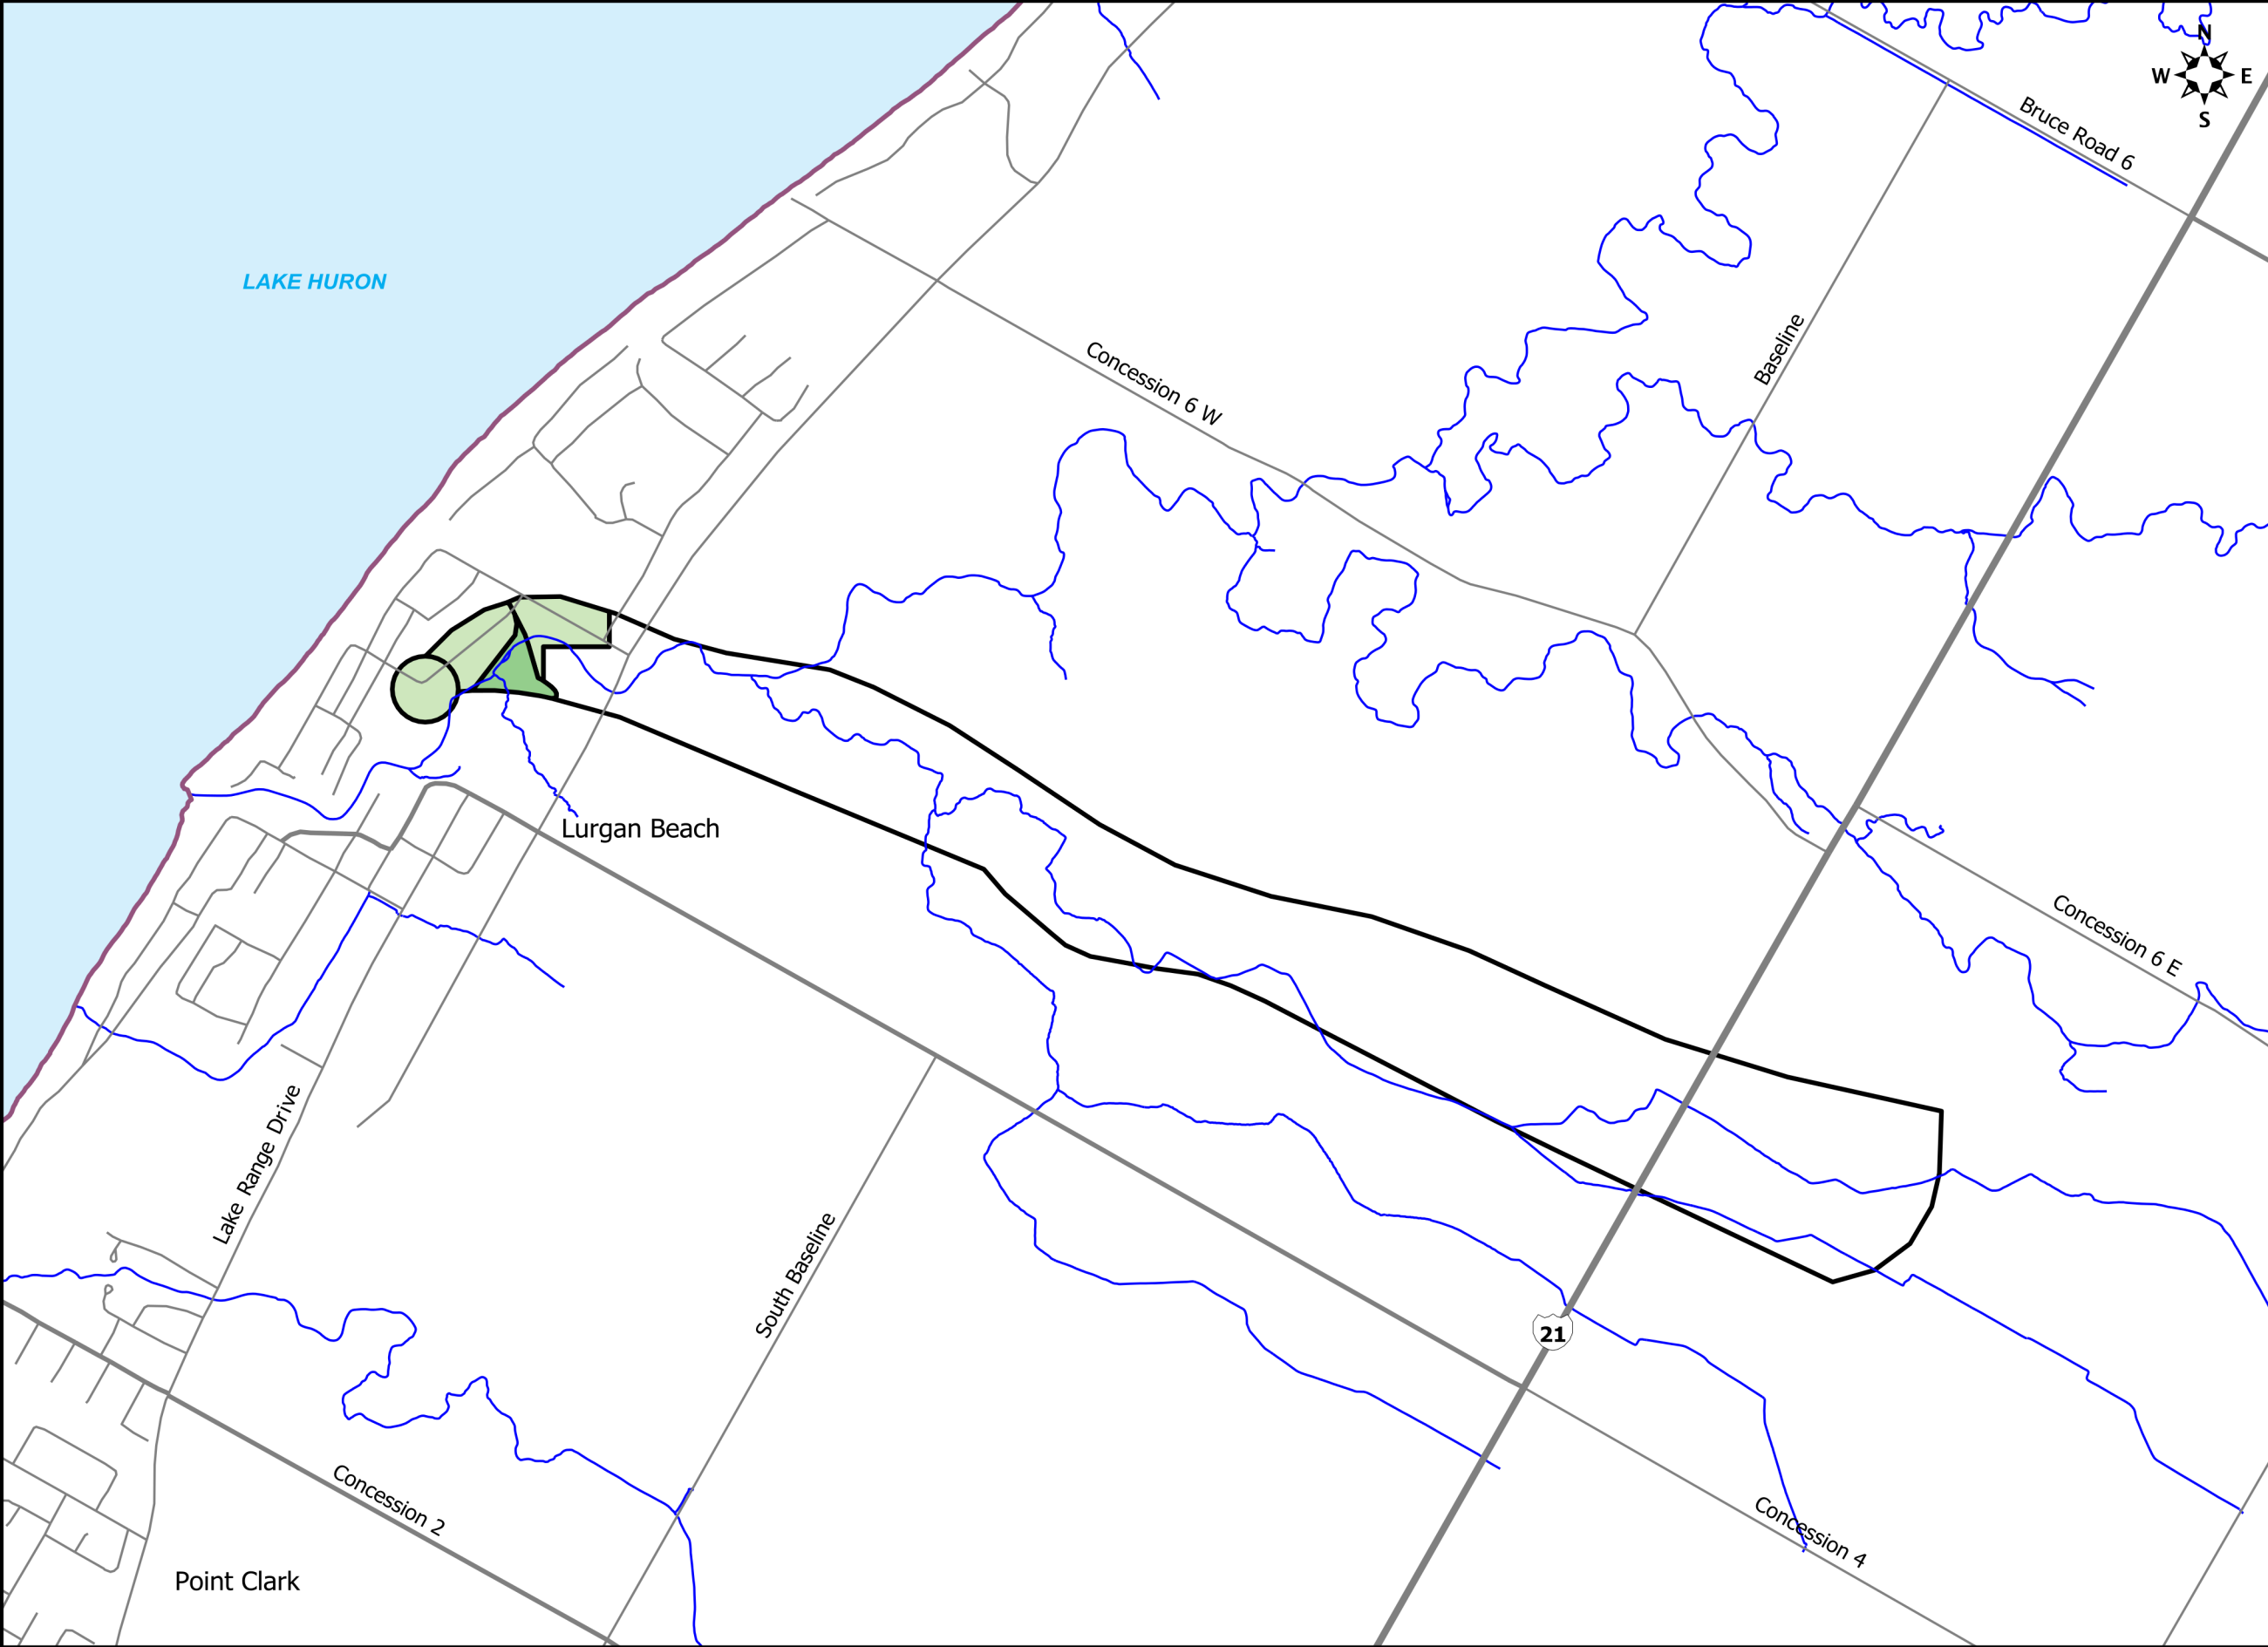 N
W E
S
Bruce Road 6
LAKE HURON
Concession 6 W
Baseline
Lurgan Beach
Concession 6 E
Lake Range Drive
South Baseline
21
Concession 2
Concession 4
Point Clark